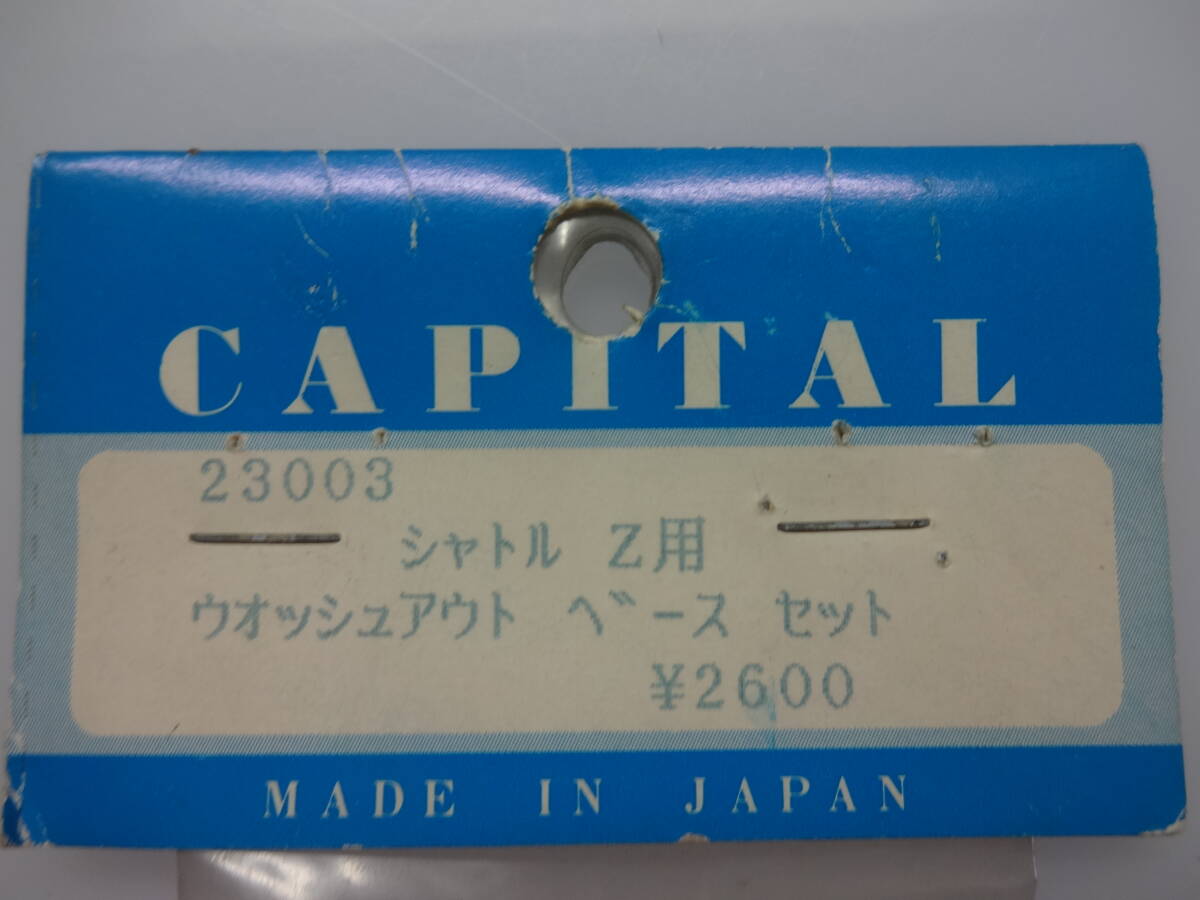 CAPITAL
23003
シャトル Z用
ウオッシュアウト ベース セット
¥2600
MADE IN JAPAN